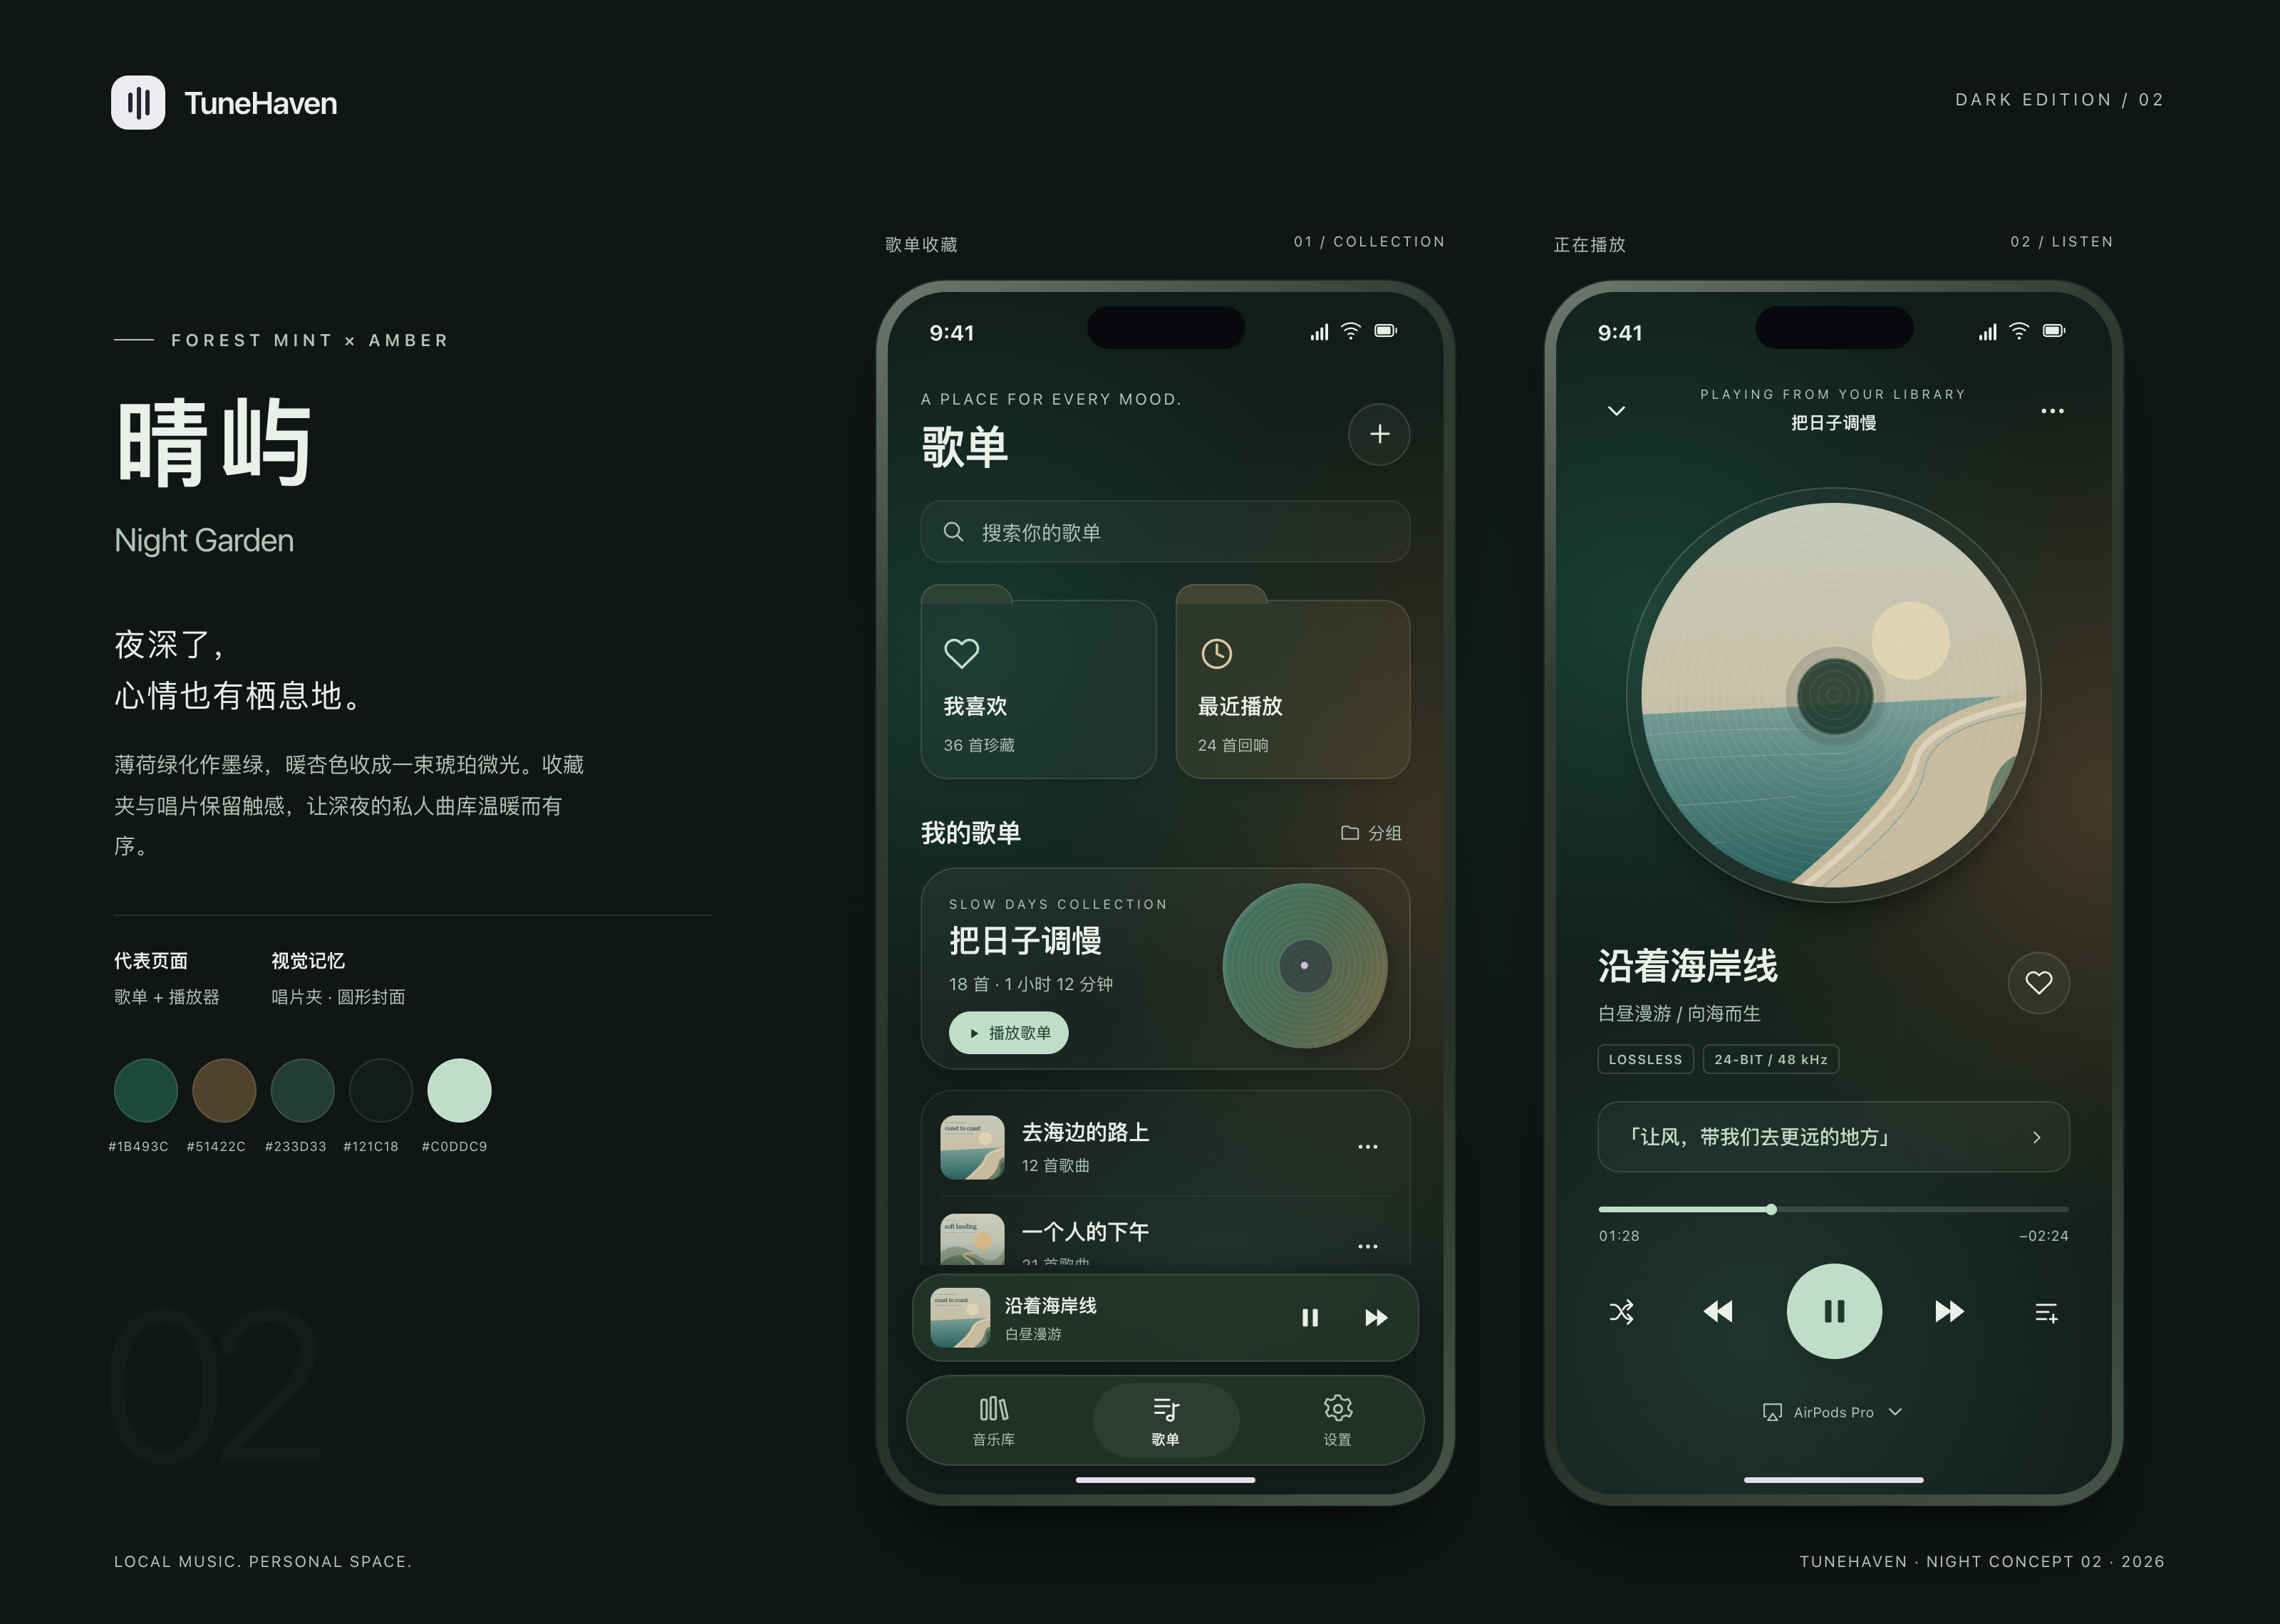 TuneHaven
DARK EDITION / 02
FOREST MINT × AMBER
晴屿
Night Garden
夜深了，
心情也有栖息地。
薄荷绿化作墨绿，暖杏色收成一束琥珀微光。收藏
夹与唱片保留触感，让深夜的私人曲库温暖而有
序。
代表页面
歌单 + 播放器
视觉记忆
唱片夹 · 圆形封面
#1B493C
#51422C
#233D33
#121C18
#C0DDC9
02
LOCAL MUSIC. PERSONAL SPACE.
歌单收藏
01 / COLLECTION
9:41
A PLACE FOR EVERY MOOD.
歌单
搜索你的歌单
我喜欢
36 首珍藏
最近播放
24 首回响
我的歌单
分组
SLOW DAYS COLLECTION
把日子调慢
18 首 · 1 小时 12 分钟
播放歌单
coast to coast
去海边的路上
12 首歌曲
soft landing
一个人的下午
21 首歌曲
coast to coast
沿着海岸线
白昼漫游
音乐库
歌单
设置
正在播放
02 / LISTEN
9:41
PLAYING FROM YOUR LIBRARY
把日子调慢
沿着海岸线
白昼漫游 / 向海而生
LOSSLESS
24-BIT / 48 kHz
「让风，带我们去更远的地方」
01:28
−02:24
AirPods Pro
TUNEHAVEN · NIGHT CONCEPT 02 · 2026